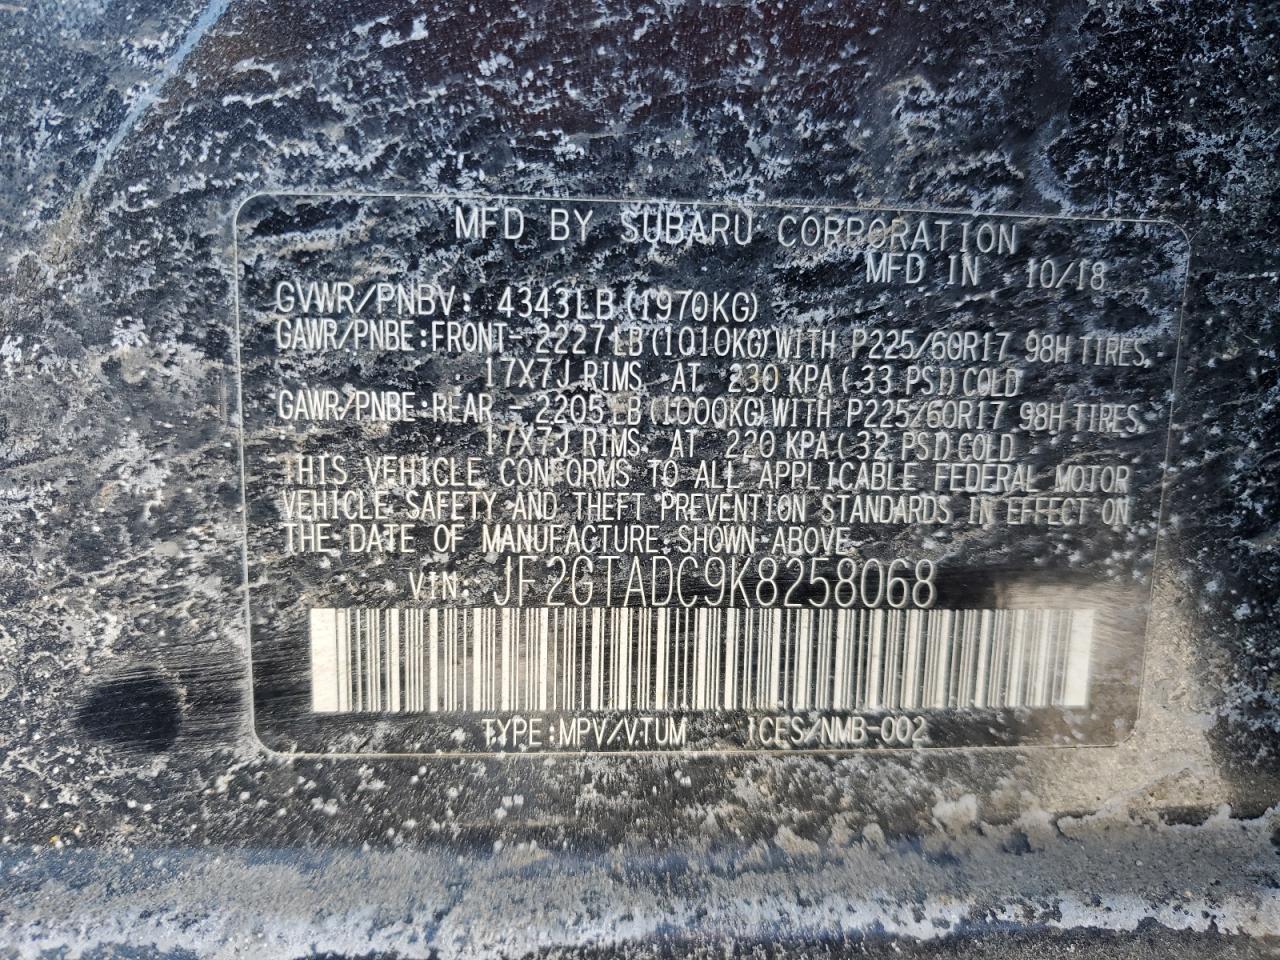 MFD BY SUBARU CORPORATION
MFD IN 10/18
GVWR/PNBV: 4343LB(1970KG)
GAWR/PNBE:FRONT-2227LB(1010KG)WITH P225/60R17 98H TIRES,
17X7J RIMS AT 230 KPA(33 PSI)COLD
GAWR/PNBE:REAR -2205LB(1000KG)WITH P225/60R17 98H TIRES,
17X7J RIMS AT 220 KPA(32 PSI)COLD
THIS VEHICLE CONFORMS TO ALL APPLICABLE FEDERAL MOTOR
VEHICLE SAFETY AND THEFT PREVENTION STANDARDS IN EFFECT ON
THE DATE OF MANUFACTURE SHOWN ABOVE.
VIN: JF2GTADC9K8258068
TYPE:MPV/VTUM ICES/NMB-002